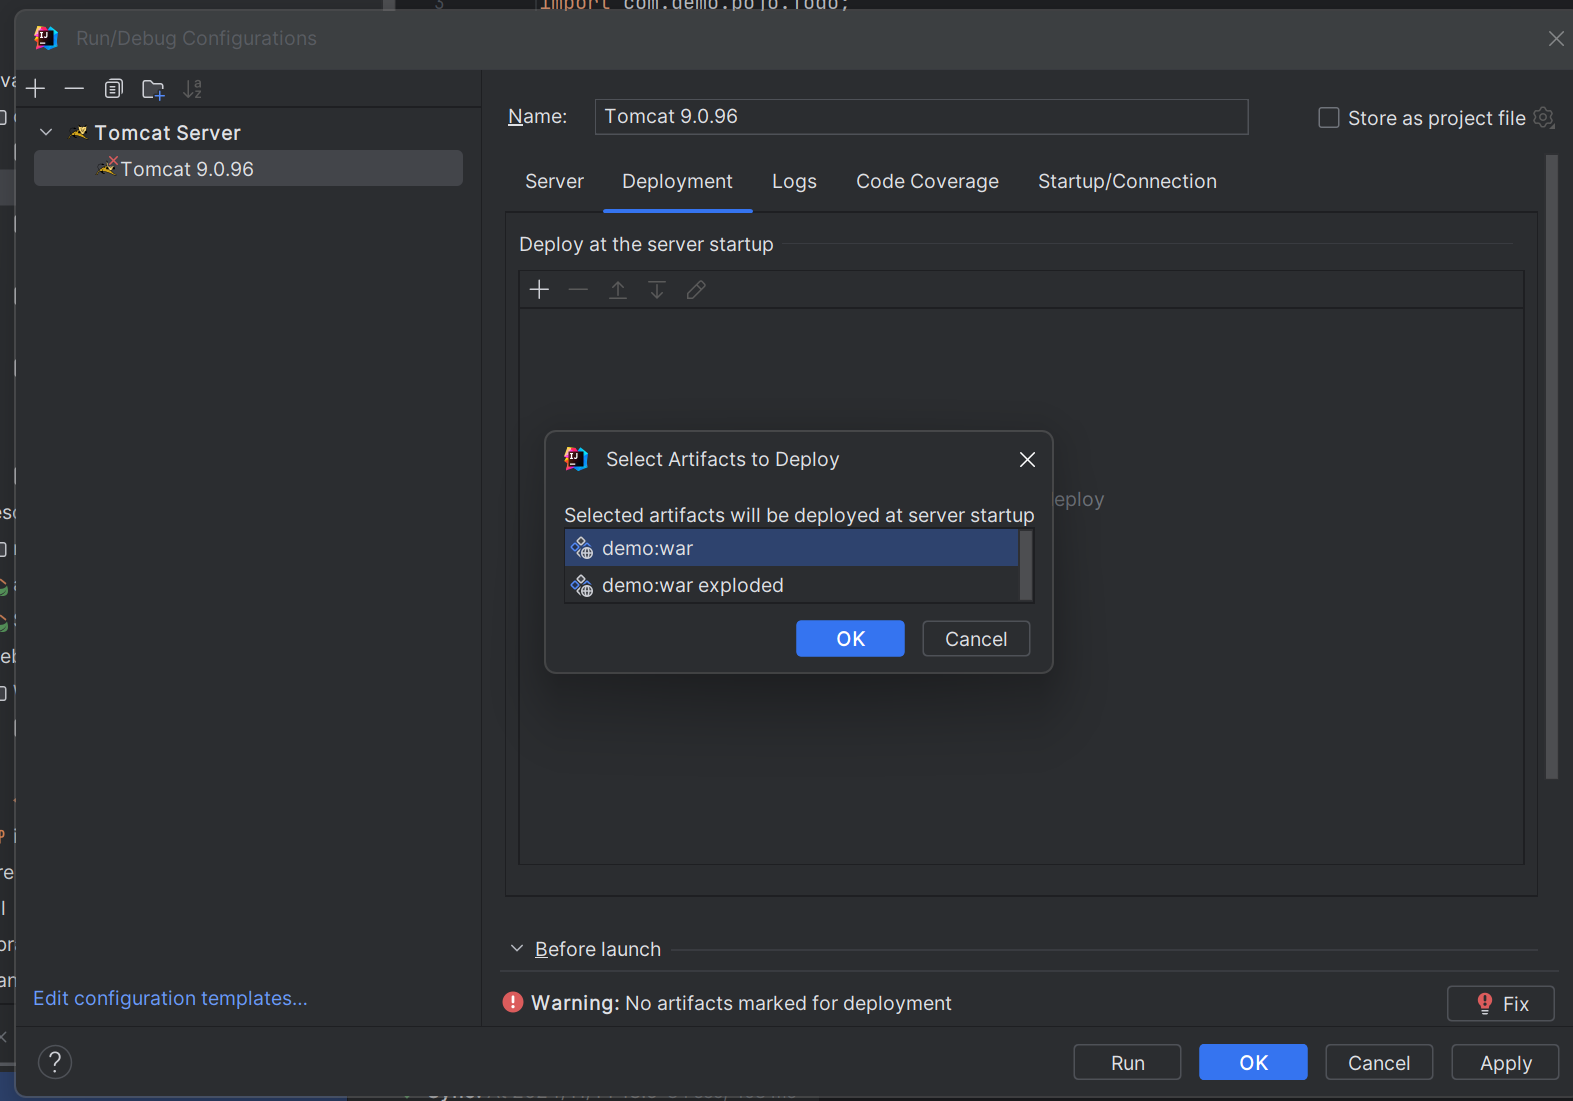 3 import com.demo.pojo.Todo;
Run/Debug Configurations
Tomcat Server
Tomcat 9.0.96
Name: Tomcat 9.0.96
Store as project file
Server Deployment Logs Code Coverage Startup/Connection
Deploy at the server startup
eploy
Select Artifacts to Deploy
Selected artifacts will be deployed at server startup
demo:war
demo:war exploded
OK Cancel
Before launch
Edit configuration templates...
Warning: No artifacts marked for deployment
Fix
? Run OK Cancel Apply